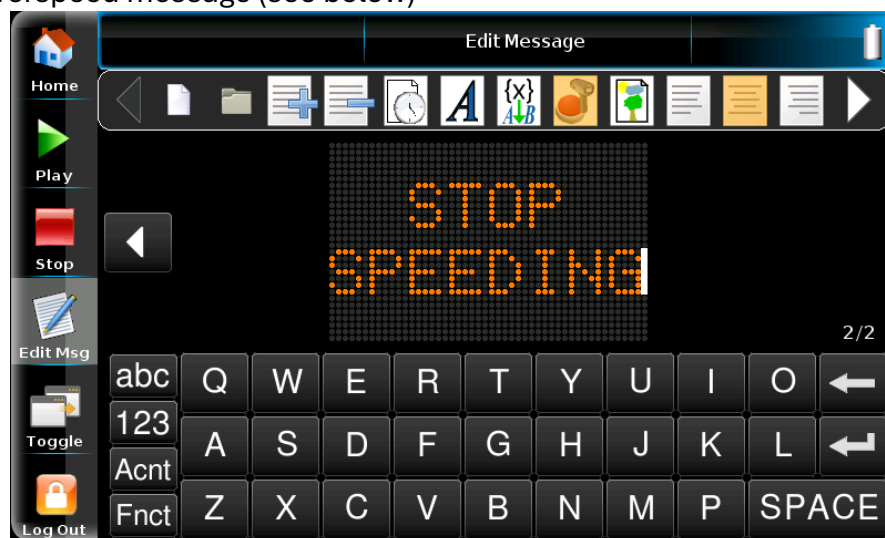 message (see below)
Edit Message
Home
A
{X}
A B
Play
STOP
SPEEDING
Stop
2/2
Edit Msg
abc Q W E R T Y U I O
123
Toggle
A S D F G H J K L
Acnt
Fnct Z X C V B N M P SPACE
Log Out